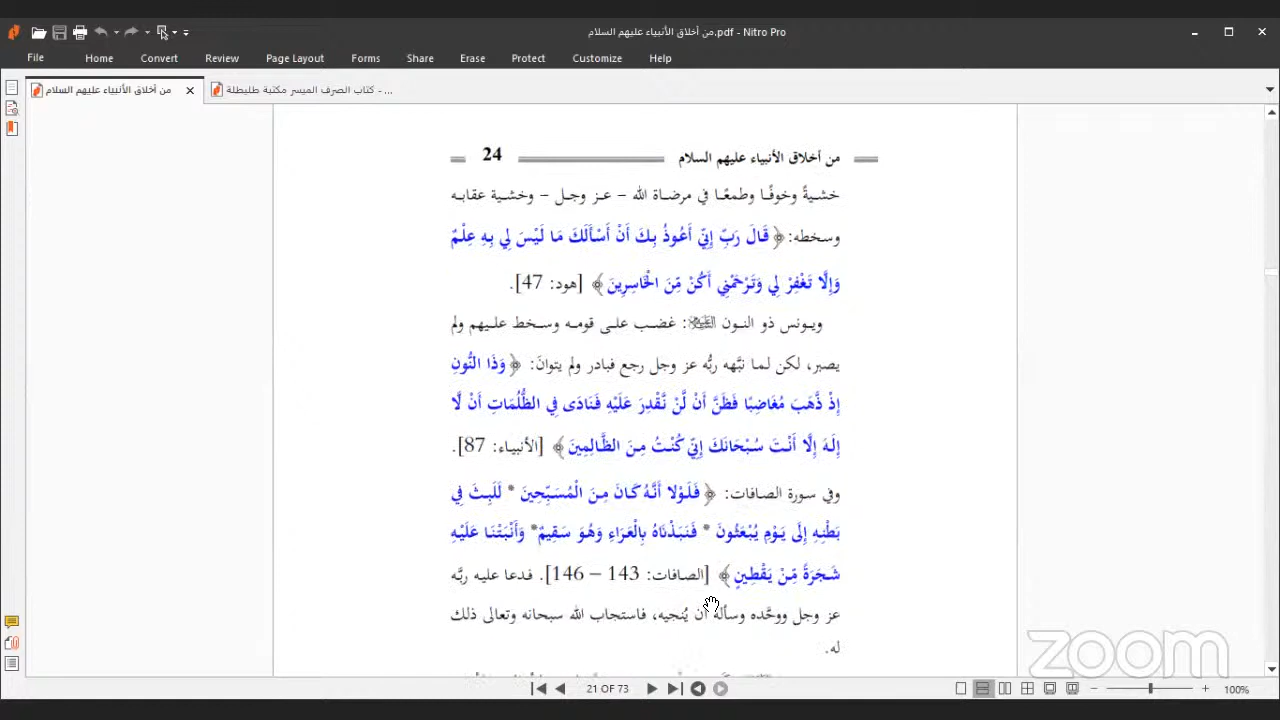 من أخلاق الأنبياء عليهم السلام.pdf - Nitro Pro
File Home Convert Review Page Layout Forms Share Erase Protect Customize Help
من أخلاق الأنبياء عليهم السلام × كتاب الصرف الميسر مكتبة طليطلة - ...
من أخلاق الأنبياء عليهم السلام 24
خشيةً وخوفًا وطمعًا في مرضاة الله – عز وجل – وخشية عقابه
وسخطه: ﴿ قَالَ رَبِّ إِنِّي أَعُوذُ بِكَ أَنْ أَسْأَلَكَ مَا لَيْسَ لِي بِهِ عِلْمٌ
وَإِلَّا تَغْفِرْ لِي وَتَرْحَمْنِي أَكُنْ مِّنَ الْخَاسِرِينَ ﴾ [هود: 47].
ويونس ذو النون عليه السلام: غضب على قومه وسخط عليهم ولم
يصبر، لكن لما نبَّهه ربُّه عز وجل رجع فبادر ولم يتوانَ: ﴿ وَذَا النُّونِ
إِذْ ذَّهَبَ مُغَاضِبًا فَظَنَّ أَنْ لَّنْ نَّقْدِرَ عَلَيْهِ فَنَادَى فِي الظُّلُمَاتِ أَنْ لَّا
إِلَهَ إِلَّا أَنْتَ سُبْحَانَكَ إِنِّي كُنْتُ مِنَ الظَّالِمِينَ ﴾ [الأنبياء: 87].
وفي سورة الصافات: ﴿ فَلَوْلا أَنَّهُ كَانَ مِنَ الْمُسَبِّحِينَ * لَلَبِثَ فِي
بَطْنِهِ إِلَى يَوْمِ يُبْعَثُونَ * فَنَبَذْنَاهُ بِالْعَرَاءِ وَهُوَ سَقِيمٌ* وَأَنْبَتْنَا عَلَيْهِ
شَجَرَةً مِّنْ يَقْطِينٍ ﴾ [الصافات: 143 – 146]. فدعا عليه ربَّه
عز وجل ووحَّده وسأله أن يُنجيه، فاستجاب الله سبحانه وتعالى ذلك
له.
zoom
21 OF 73
100%